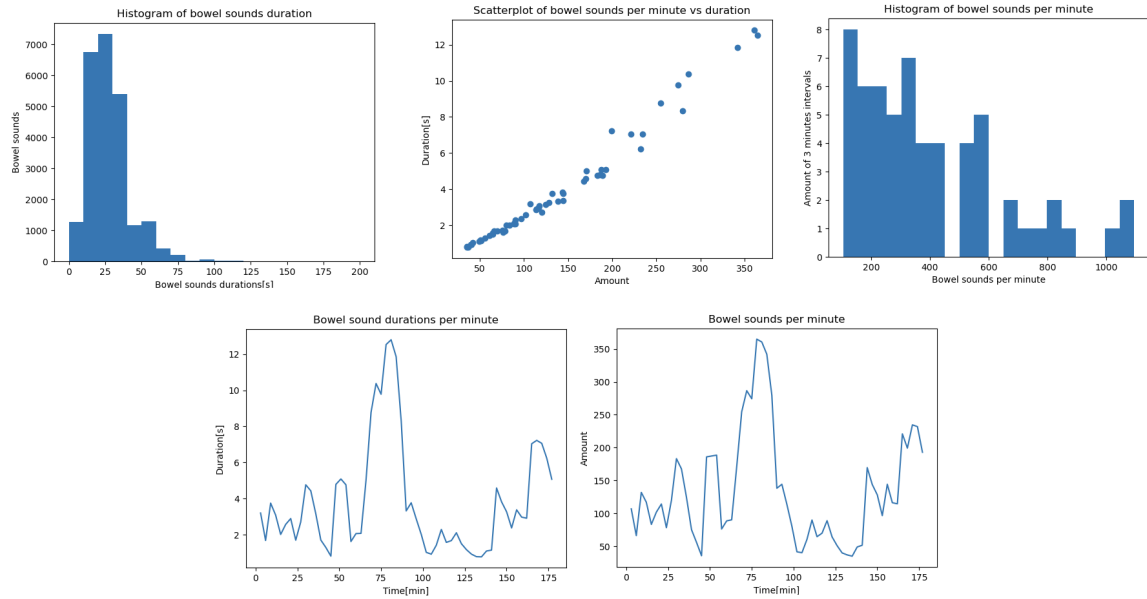 Histogram of bowel sounds duration
Bowel sounds
7000
6000
5000
4000
3000
2000
1000
0
0 25 50 75 100 125 150 175 200
Bowel sounds durations[s]
Scatterplot of bowel sounds per minute vs duration
Duration[s]
12
10
8
6
4
2
50 100 150 200 250 300 350
Amount
Histogram of bowel sounds per minute
Amount of 3 minutes intervals
8
7
6
5
4
3
2
1
0
200 400 600 800 1000
Bowel sounds per minute
Bowel sound durations per minute
Duration[s]
12
10
8
6
4
2
0 25 50 75 100 125 150 175
Time[min]
Bowel sounds per minute
Amount
350
300
250
200
150
100
50
0 25 50 75 100 125 150 175
Time[min]